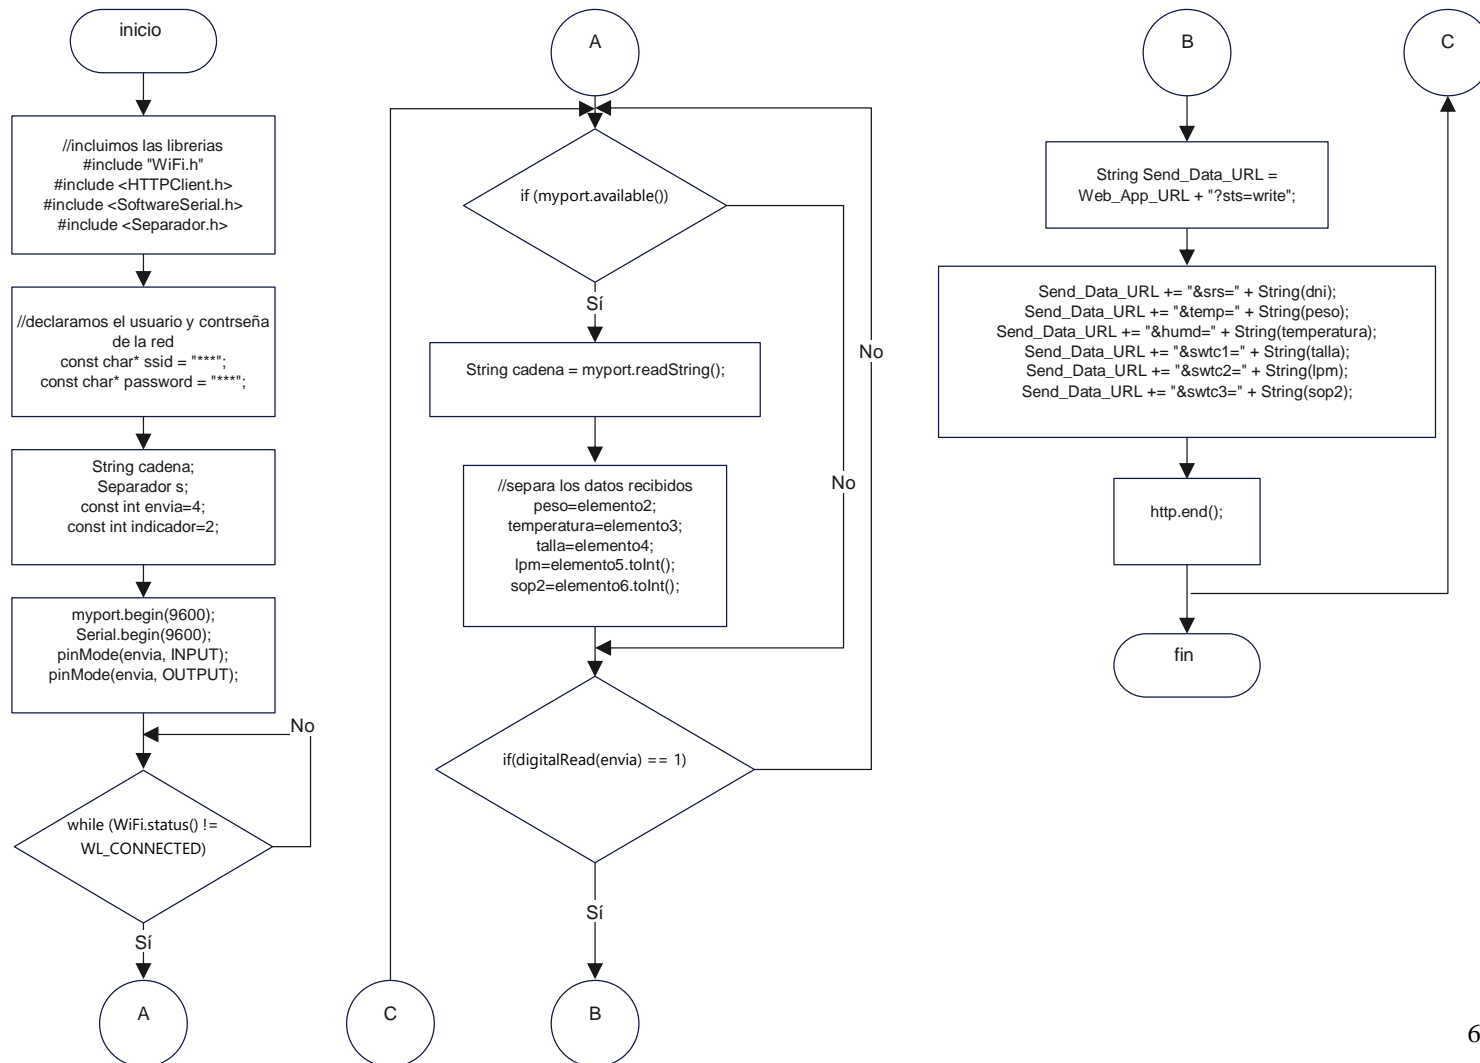 inicio
//incluimos las librerias
#include "WiFi.h"
#include <HTTPClient.h>
#include <SoftwareSerial.h>
#include <Separador.h>
//declaramos el usuario y contrseña
de la red
const char* ssid = "***";
const char* password = "***";
String cadena;
Separador s;
const int envia=4;
const int indicador=2;
myport.begin(9600);
Serial.begin(9600);
pinMode(envia, INPUT);
pinMode(envia, OUTPUT);
No
while (WiFi.status() !=
WL_CONNECTED)
Sí
A
A
if (myport.available())
Sí
No
String cadena = myport.readString();
//separa los datos recibidos
peso=elemento2;
temperatura=elemento3;
talla=elemento4;
lpm=elemento5.toInt();
sop2=elemento6.toInt();
No
if(digitalRead(envia) == 1)
Sí
C
B
B
String Send_Data_URL =
Web_App_URL + "?sts=write";
Send_Data_URL += "&srs=" + String(dni);
Send_Data_URL += "&temp=" + String(peso);
Send_Data_URL += "&humd=" + String(temperatura);
Send_Data_URL += "&swtc1=" + String(talla);
Send_Data_URL += "&swtc2=" + String(lpm);
Send_Data_URL += "&swtc3=" + String(sop2);
http.end();
fin
C
6